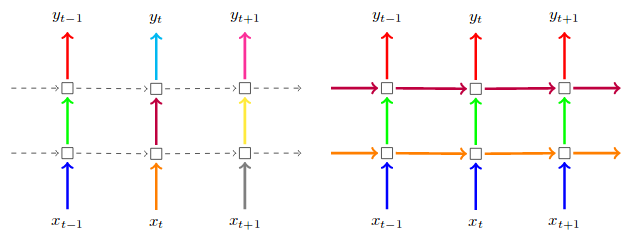 y_{t−1} y_t y_{t+1} y_{t−1} y_t y_{t+1}
x_{t−1} x_t x_{t+1} x_{t−1} x_t x_{t+1}